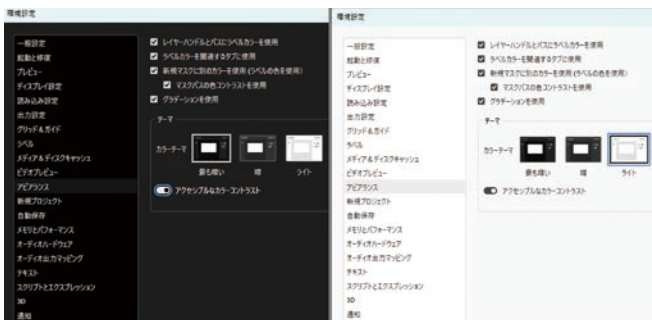 環境設定
一般設定
起動と修復
プレビュー
ディスプレイ設定
読み込み設定
出力設定
グリッド&ガイド
ラベル
メディア&ディスクキャッシュ
ビデオプレビュー
アピアランス
新規プロジェクト
自動保存
メモリとパフォーマンス
オーディオハードウェア
オーディオ出力マッピング
テキスト
スクリプトとエクスプレッション
3D
通知
レイヤーハンドルとパスにラベルカラーを使用
ラベルカラーを関連するタブに使用
新規マスクに別のカラーを使用 (ラベルの色を使用)
マスクパスの色コントラストを使用
グラデーションを使用
テーマ
カラーテーマ
最も暗い 暗 ライト
アクセシブルなカラーコントラスト
環境設定
一般設定
起動と修復
プレビュー
ディスプレイ設定
読み込み設定
出力設定
グリッド&ガイド
ラベル
メディア&ディスクキャッシュ
ビデオプレビュー
アピアランス
新規プロジェクト
自動保存
メモリとパフォーマンス
オーディオハードウェア
オーディオ出力マッピング
テキスト
スクリプトとエクスプレッション
3D
通知
レイヤーハンドルとパスにラベルカラーを使用
ラベルカラーを関連するタブに使用
新規マスクに別のカラーを使用 (ラベルの色を使用)
マスクパスの色コントラストを使用
グラデーションを使用
テーマ
カラーテーマ
最も暗い 暗 ライト
アクセシブルなカラーコントラスト